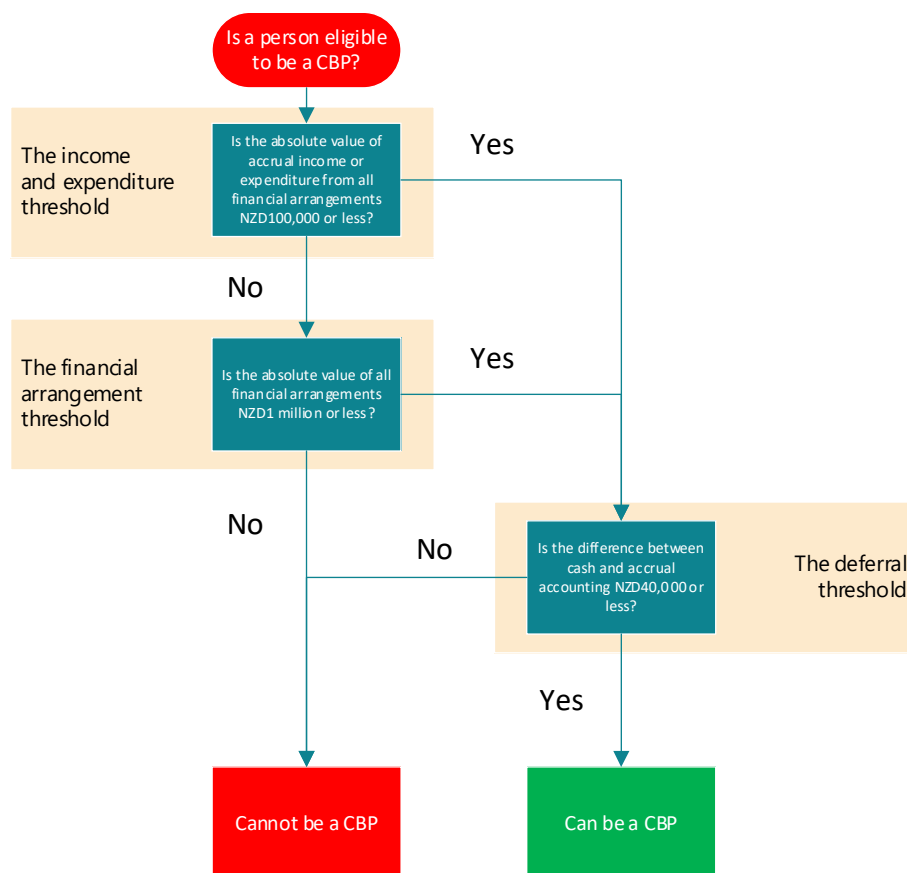 Is a person eligible
to be a CBP?
The income
and expenditure
threshold
Is the absolute value of
accrual income or
expenditure from all
financial arrangements
NZD100,000 or less?
Yes
No
The financial
arrangement
threshold
Is the absolute value of all
financial arrangements
NZD1 million or less?
Yes
No
No
Is the difference between
cash and accrual
accounting NZD40,000 or
less?
The deferral
threshold
Yes
Cannot be a CBP
Can be a CBP